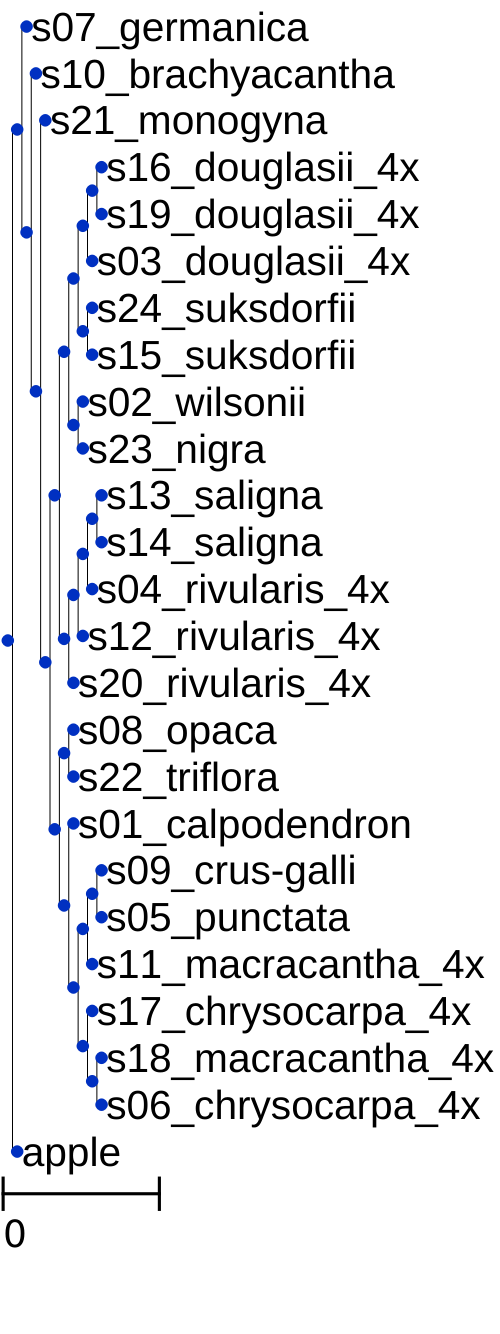 s07_germanica
s10_brachyacantha
s21_monogyna
s16_douglasii_4x
s19_douglasii_4x
s03_douglasii_4x
s24_suksdorfii
s15_suksdorfii
s02_wilsonii
s23_nigra
s13_saligna
s14_saligna
s04_rivularis_4x
s12_rivularis_4x
s20_rivularis_4x
s08_opaca
s22_triflora
s01_calpodendron
s09_crus-galli
s05_punctata
s11_macracantha_4x
s17_chrysocarpa_4x
s18_macracantha_4x
s06_chrysocarpa_4x
apple
0